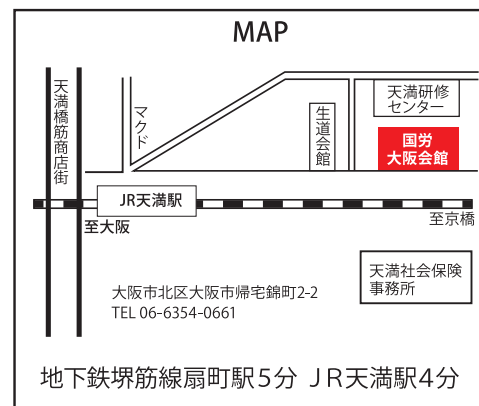 MAP
天満橋筋商店街
マクド
生道会館
天満研修
センター
国労
大阪会館
JR天満駅
至大阪
至京橋
天満社会保険
事務所
大阪市北区大阪市帰宅錦町2-2
TEL 06-6354-0661
地下鉄堺筋線扇町駅5分 JR天満駅4分